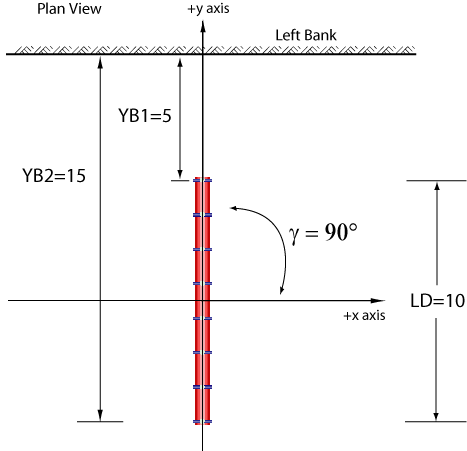 Plan View
+y axis
Left Bank
YB1=5
YB2=15
γ = 90°
LD=10
+x axis